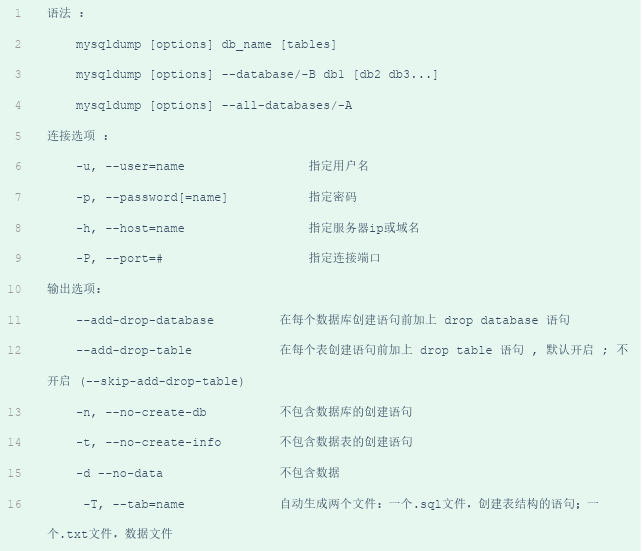 1 语法 ：
2 mysqldump [options] db_name [tables]
3 mysqldump [options] --database/-B db1 [db2 db3...]
4 mysqldump [options] --all-databases/-A
5 连接选项 ：
6 -u, --user=name 指定用户名
7 -p, --password[=name] 指定密码
8 -h, --host=name 指定服务器ip或域名
9 -P, --port=# 指定连接端口
10 输出选项：
11 --add-drop-database 在每个数据库创建语句前加上 drop database 语句
12 --add-drop-table 在每个表创建语句前加上 drop table 语句 , 默认开启 ; 不
开启 (--skip-add-drop-table)
13 -n, --no-create-db 不包含数据库的创建语句
14 -t, --no-create-info 不包含数据表的创建语句
15 -d --no-data 不包含数据
16 -T, --tab=name 自动生成两个文件：一个.sql文件，创建表结构的语句；一
个.txt文件，数据文件